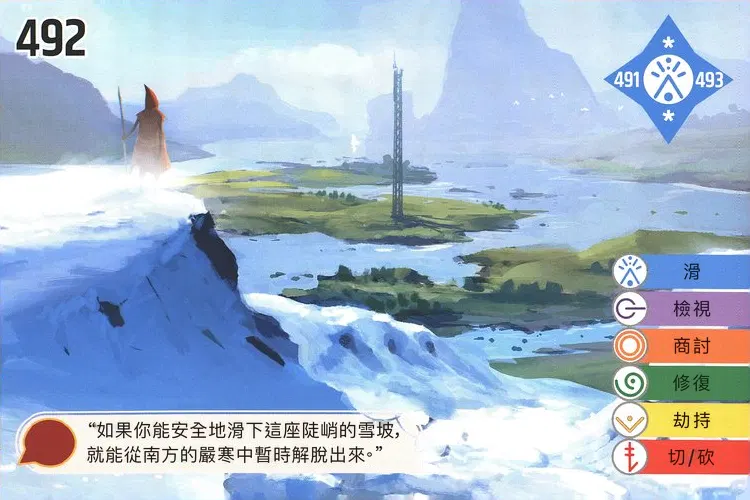 492
*
491
493
*
滑
檢視
商討
修復
劫持
切/砍
“如果你能安全地滑下這座陡峭的雪坡,
就能從南方的嚴寒中暫時解脫出來。”